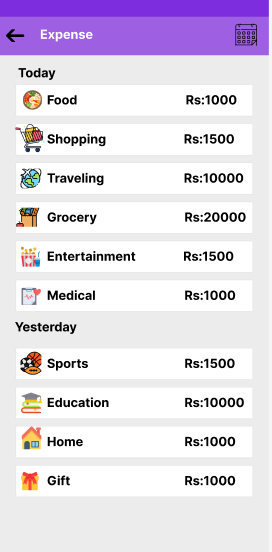 Expense
Today
Food Rs:1000
Shopping Rs:1500
Traveling Rs:10000
Grocery Rs:20000
Entertainment Rs:1500
Medical Rs:1000
Yesterday
Sports Rs:1500
Education Rs:10000
Home Rs:1000
Gift Rs:1000